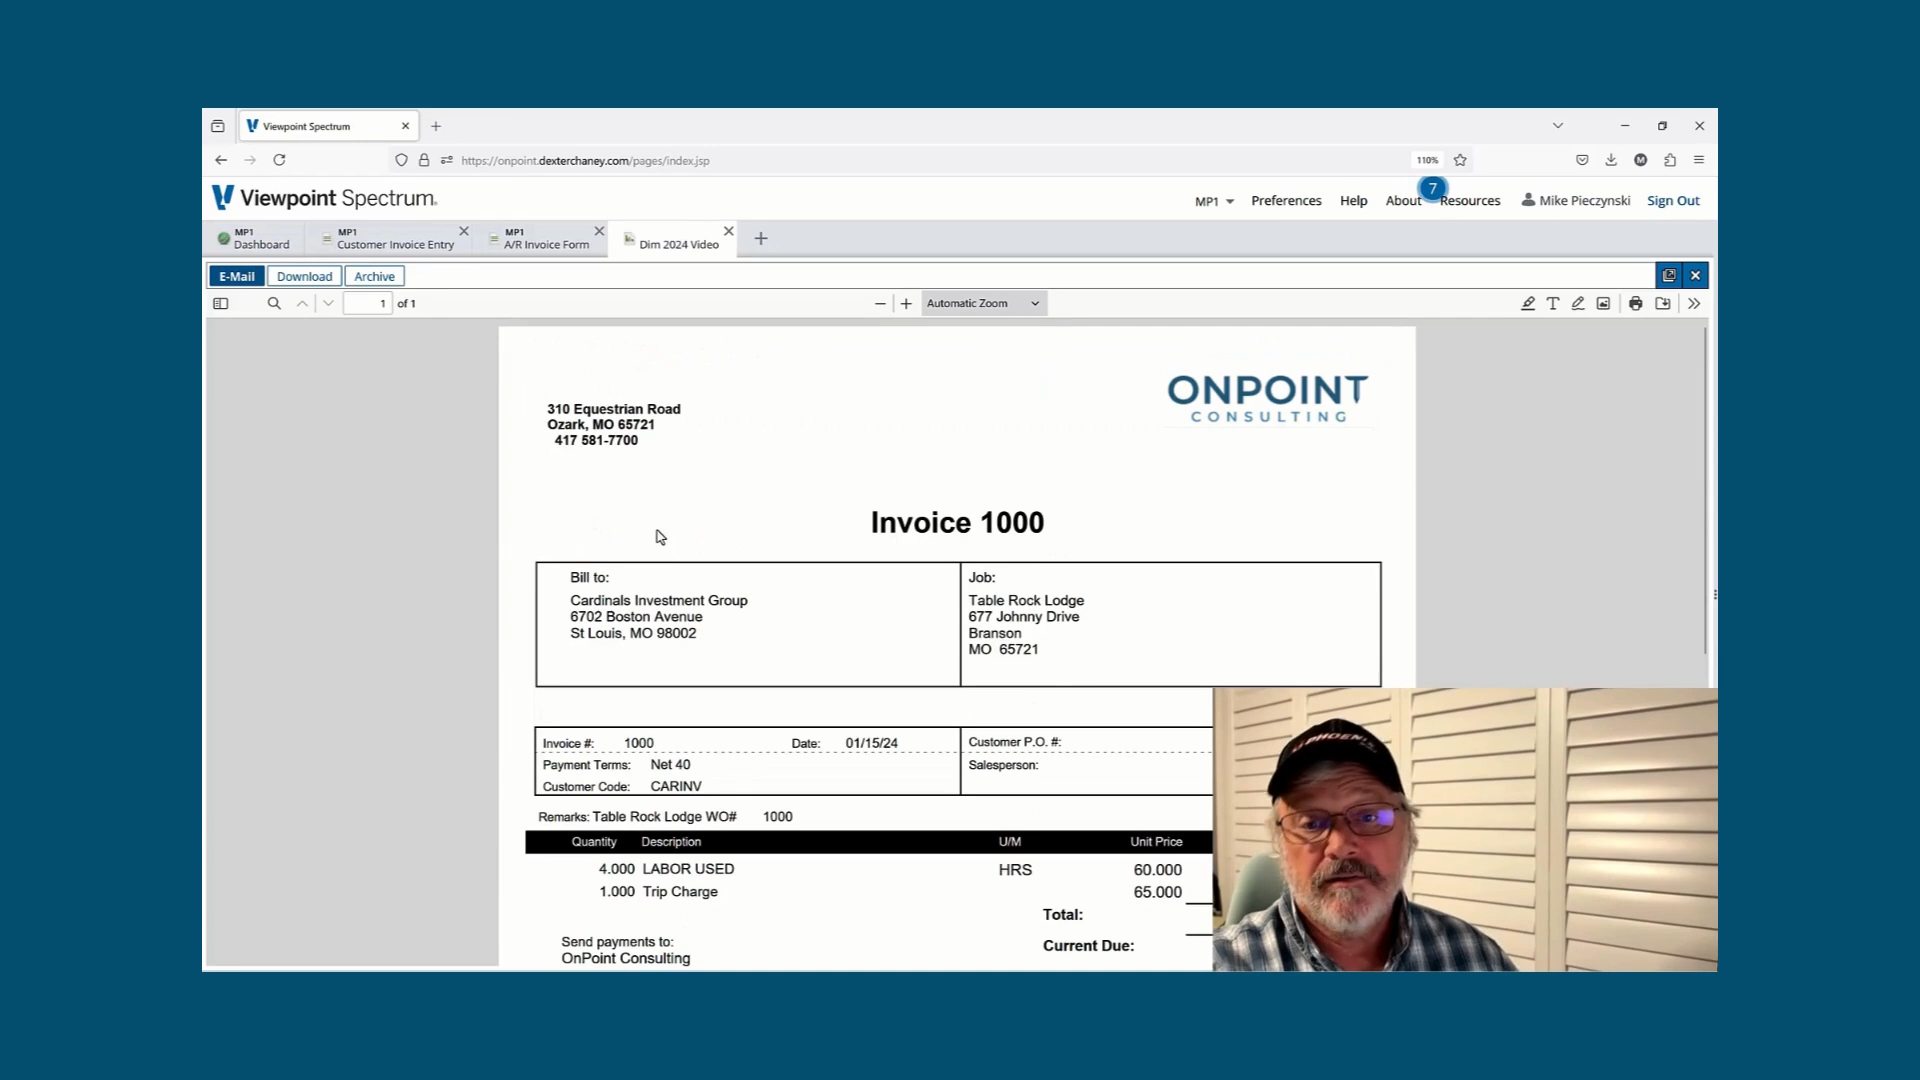 Viewpoint Spectrum
https://onpoint.dexterchaney.com/pages/index.jsp
110%
M
Viewpoint Spectrum.
MP1
Preferences
Help
About
7
Resources
Mike Pieczynski
Sign Out
MP1
Dashboard
MP1
Customer Invoice Entry
MP1
A/R Invoice Form
Dim 2024 Video
E-Mail
Download
Archive
1 of 1
Automatic Zoom
310 Equestrian Road
Ozark, MO 65721
417 581-7700
ONPOINT
CONSULTING
Invoice 1000
Bill to:
Cardinals Investment Group
6702 Boston Avenue
St Louis, MO 98002
Job:
Table Rock Lodge
677 Johnny Drive
Branson
MO 65721
Invoice #: 1000 Date: 01/15/24
Payment Terms: Net 40
Customer Code: CARINV
Customer P.O. #:
Salesperson:
Remarks: Table Rock Lodge WO# 1000
Quantity Description U/M Unit Price
4.000 LABOR USED HRS 60.000
1.000 Trip Charge 65.000
Total:
Current Due:
Send payments to:
OnPoint Consulting
PHOENIX